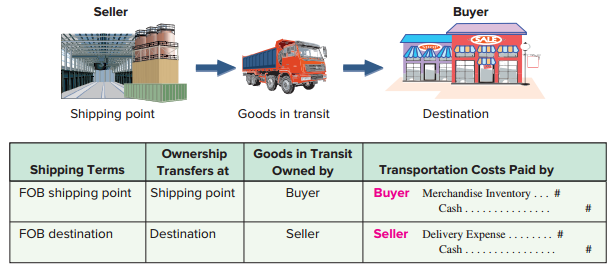 Seller
Buyer
SALE
Shipping point
Goods in transit
Destination
Shipping Terms
Ownership
Transfers at
Goods in Transit
Owned by
Transportation Costs Paid by
FOB shipping point
Shipping point
Buyer
Buyer Merchandise Inventory . . . #
Cash . . . . . . . . . . . . . . . #
FOB destination
Destination
Seller
Seller Delivery Expense . . . . . . . . #
Cash . . . . . . . . . . . . . . . . #